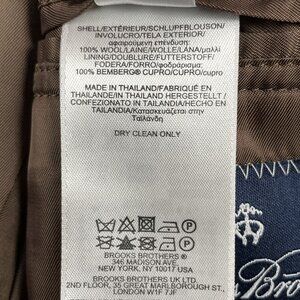 SHELL/EXTÉRIEUR/SCHLUPFBLOUSON/
INVOLUCRO/TELA EXTERIOR/
αφαιρούμενη επένδυση:
100% WOOL/LAINE/WOLLE/LANA/μαλλί
LINING/DOUBLURE/FUTTERSTOFF/
FODERA/FORRO/φοδράρισμα:
100% BEMBERG® CUPRO/CUPRO/cupro
MADE IN THAILAND/FABRIQUÉ EN
THAILANDE/IN THAILAND HERGESTELLT /
CONFEZIONATO IN TAILANDIA/HECHO EN
TAILANDIA/Κατασκευάζεται στην
Ταϊλάνδη
DRY CLEAN ONLY
P P
BROOKS BROTHERS ®
346 MADISON AVE.
NEW YORK, NY 10017 USA
BROOKS BROTHERS UK LTD
2ND FLOOR, 35 GREAT MARLBOROUGH ST.
LONDON W1F 7JF
Bro